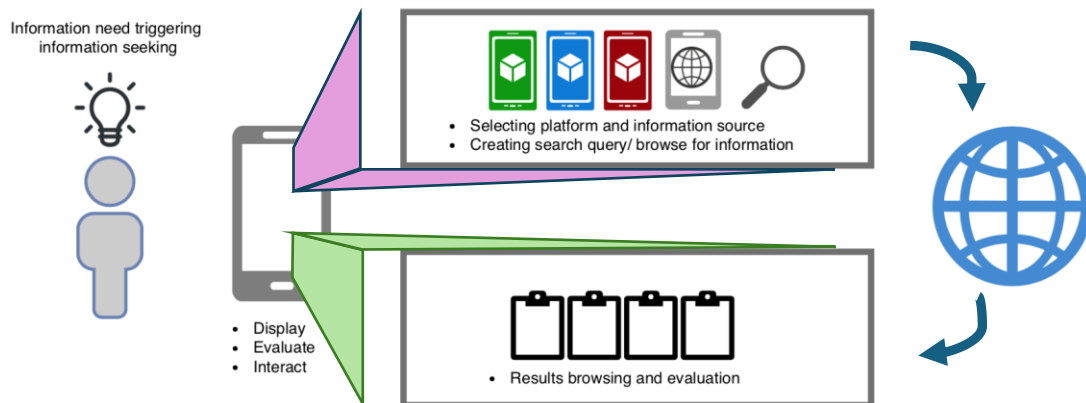 Information need triggering
information seeking
• Selecting platform and information source
• Creating search query/ browse for information
• Display
• Evaluate
• Interact
• Results browsing and evaluation